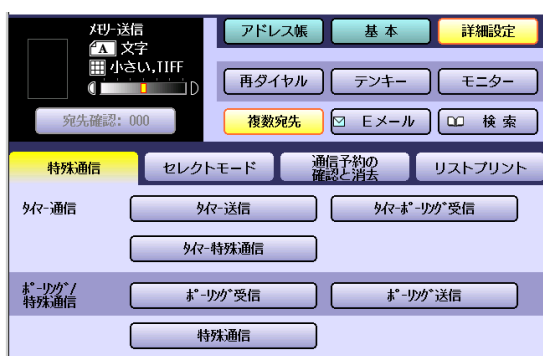 ﾒﾓﾘｰ送信
A 文字
小さい,TIFF
D
宛先確認: 000
アドレス帳
基本
詳細設定
再ダイヤル
テンキー
モニター
複数宛先
Eメール
検索
特殊通信
セレクトモード
通信予約の
確認と消去
リストプリント
ﾀｲﾏｰ通信
ﾀｲﾏｰ送信
ﾀｲﾏｰﾎﾟｰﾘﾝｸﾞ受信
ﾀｲﾏｰ特殊通信
ﾎﾟｰﾘﾝｸﾞ/
特殊通信
ﾎﾟｰﾘﾝｸﾞ受信
ﾎﾟｰﾘﾝｸﾞ送信
特殊通信